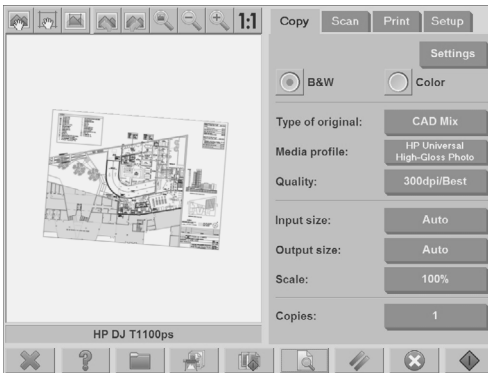 1:1
Copy
Scan
Print
Setup
Settings
B&W
Color
Type of original:
CAD Mix
Media profile:
HP Universal
High-Gloss Photo
Quality:
300dpi/Best
Input size:
Auto
Output size:
Auto
Scale:
100%
Copies:
1
HP DJ T1100ps
?